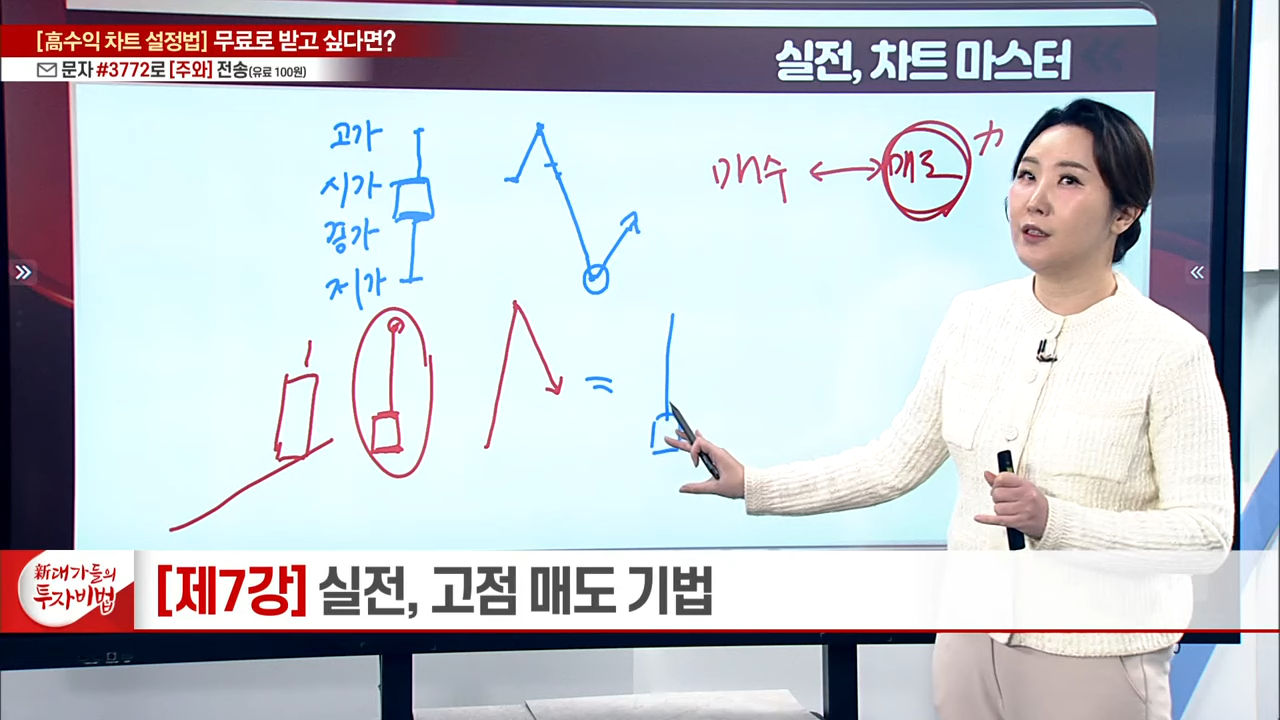 [高수익 차트 설정법] 무료로 받고 싶다면?
문자 #3772로 [주와] 전송(유료 100원)
실전, 차트 마스터
고가
시가
종가
저가
매수 ↔ 매도 가
=
新대가들의
투자비법
[제7강] 실전, 고점 매도 기법